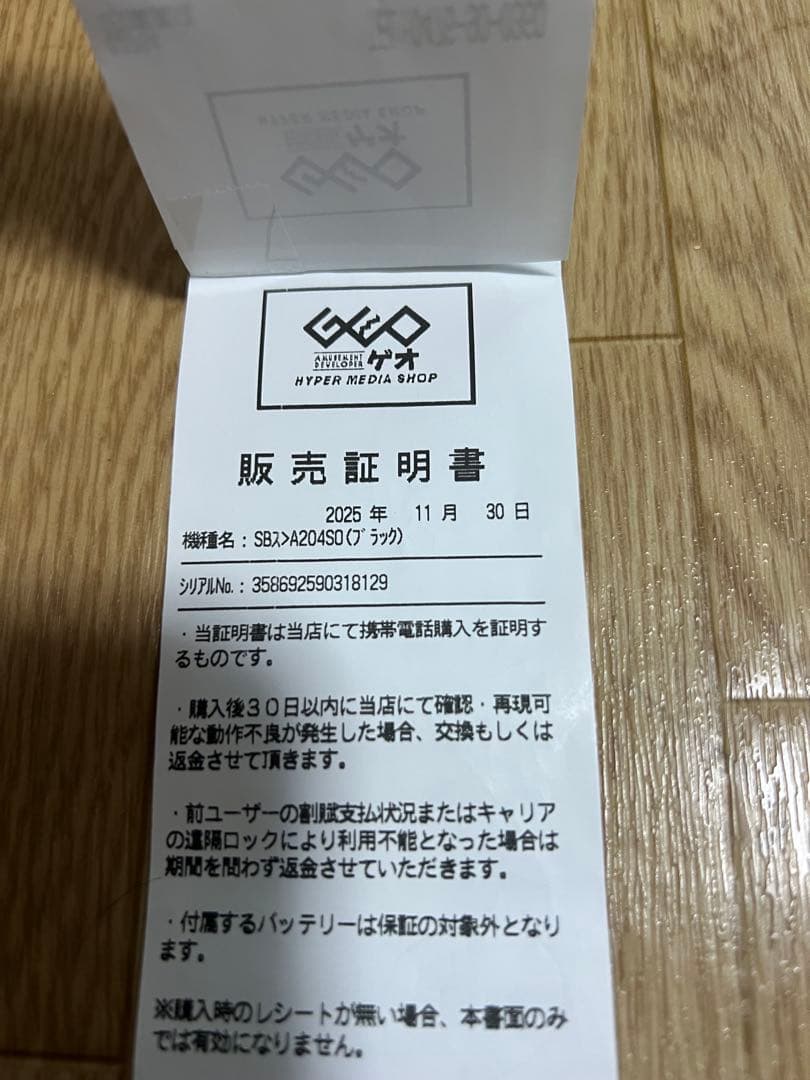 GEO
AMUSEMENT
DEVELOPER ゲオ
HYPER MEDIA SHOP
販売証明書
2025 年 11 月 30 日
機種名 : SBス>A204SO(ブラック)
シリアルNo. : 358692590318129
・当証明書は当店にて携帯電話購入を証明す
るものです。
・購入後３０日以内に当店にて確認・再現可
能な動作不良が発生した場合、交換もしくは
返金させて頂きます。
・前ユーザーの割賦支払状況またはキャリア
の遠隔ロックにより利用不能となった場合は
期間を問わず返金させていただきます。
・付属するバッテリーは保証の対象外となり
ます。
※購入時のレシートが無い場合、本書面のみ
では有効になりません。